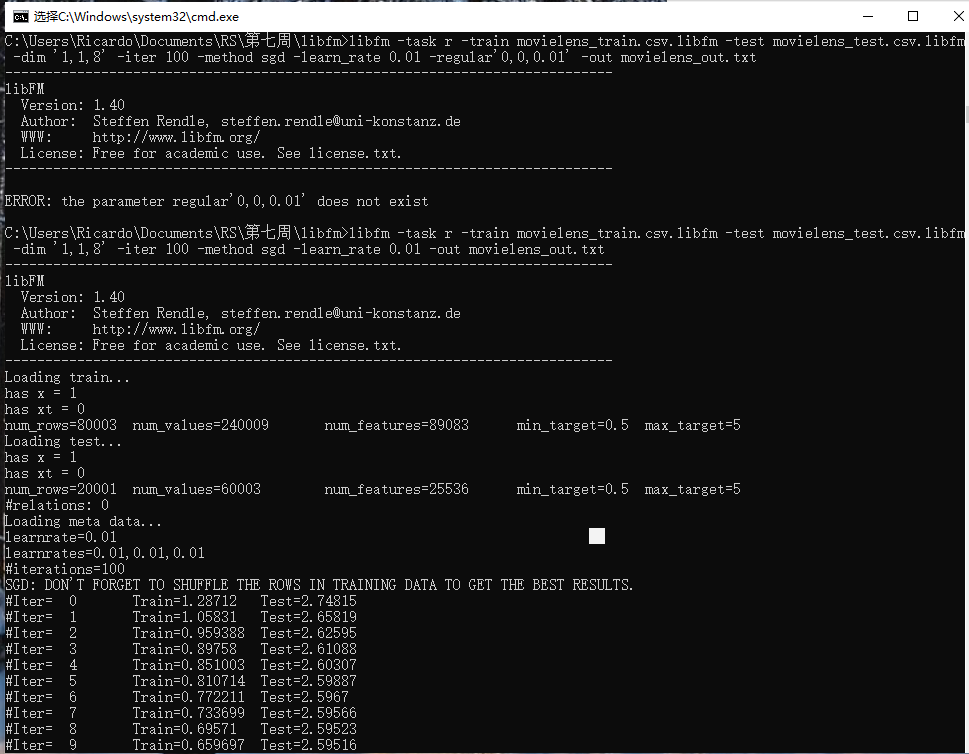 选择C:\Windows\system32\cmd.exe
C:\Users\Ricardo\Documents\RS\第七周\libfm>libfm -task r -train movielens_train.csv.libfm -test movielens_test.csv.libfm
-dim '1,1,8' -iter 100 -method sgd -learn_rate 0.01 -regular'0,0,0.01' -out movielens_out.txt
----------------------------------------------------------------------------
libFM
Version: 1.40
Author: Steffen Rendle, steffen.rendle@uni-konstanz.de
WWW: http://www.libfm.org/
License: Free for academic use. See license.txt.
----------------------------------------------------------------------------
ERROR: the parameter regular'0,0,0.01' does not exist
C:\Users\Ricardo\Documents\RS\第七周\libfm>libfm -task r -train movielens_train.csv.libfm -test movielens_test.csv.libfm
-dim '1,1,8' -iter 100 -method sgd -learn_rate 0.01 -out movielens_out.txt
----------------------------------------------------------------------------
libFM
Version: 1.40
Author: Steffen Rendle, steffen.rendle@uni-konstanz.de
WWW: http://www.libfm.org/
License: Free for academic use. See license.txt.
----------------------------------------------------------------------------
Loading train...
has x = 1
has xt = 0
num_rows=80003 num_values=240009 num_features=89083 min_target=0.5 max_target=5
Loading test...
has x = 1
has xt = 0
num_rows=20001 num_values=60003 num_features=25536 min_target=0.5 max_target=5
#relations: 0
Loading meta data...
learnrate=0.01
learnrates=0.01,0.01,0.01
#iterations=100
SGD: DON'T FORGET TO SHUFFLE THE ROWS IN TRAINING DATA TO GET THE BEST RESULTS.
#Iter= 0 Train=1.28712 Test=2.74815
#Iter= 1 Train=1.05831 Test=2.65819
#Iter= 2 Train=0.959388 Test=2.62595
#Iter= 3 Train=0.89758 Test=2.61088
#Iter= 4 Train=0.851003 Test=2.60307
#Iter= 5 Train=0.810714 Test=2.59887
#Iter= 6 Train=0.772211 Test=2.5967
#Iter= 7 Train=0.733699 Test=2.59566
#Iter= 8 Train=0.69571 Test=2.59523
#Iter= 9 Train=0.659697 Test=2.59516